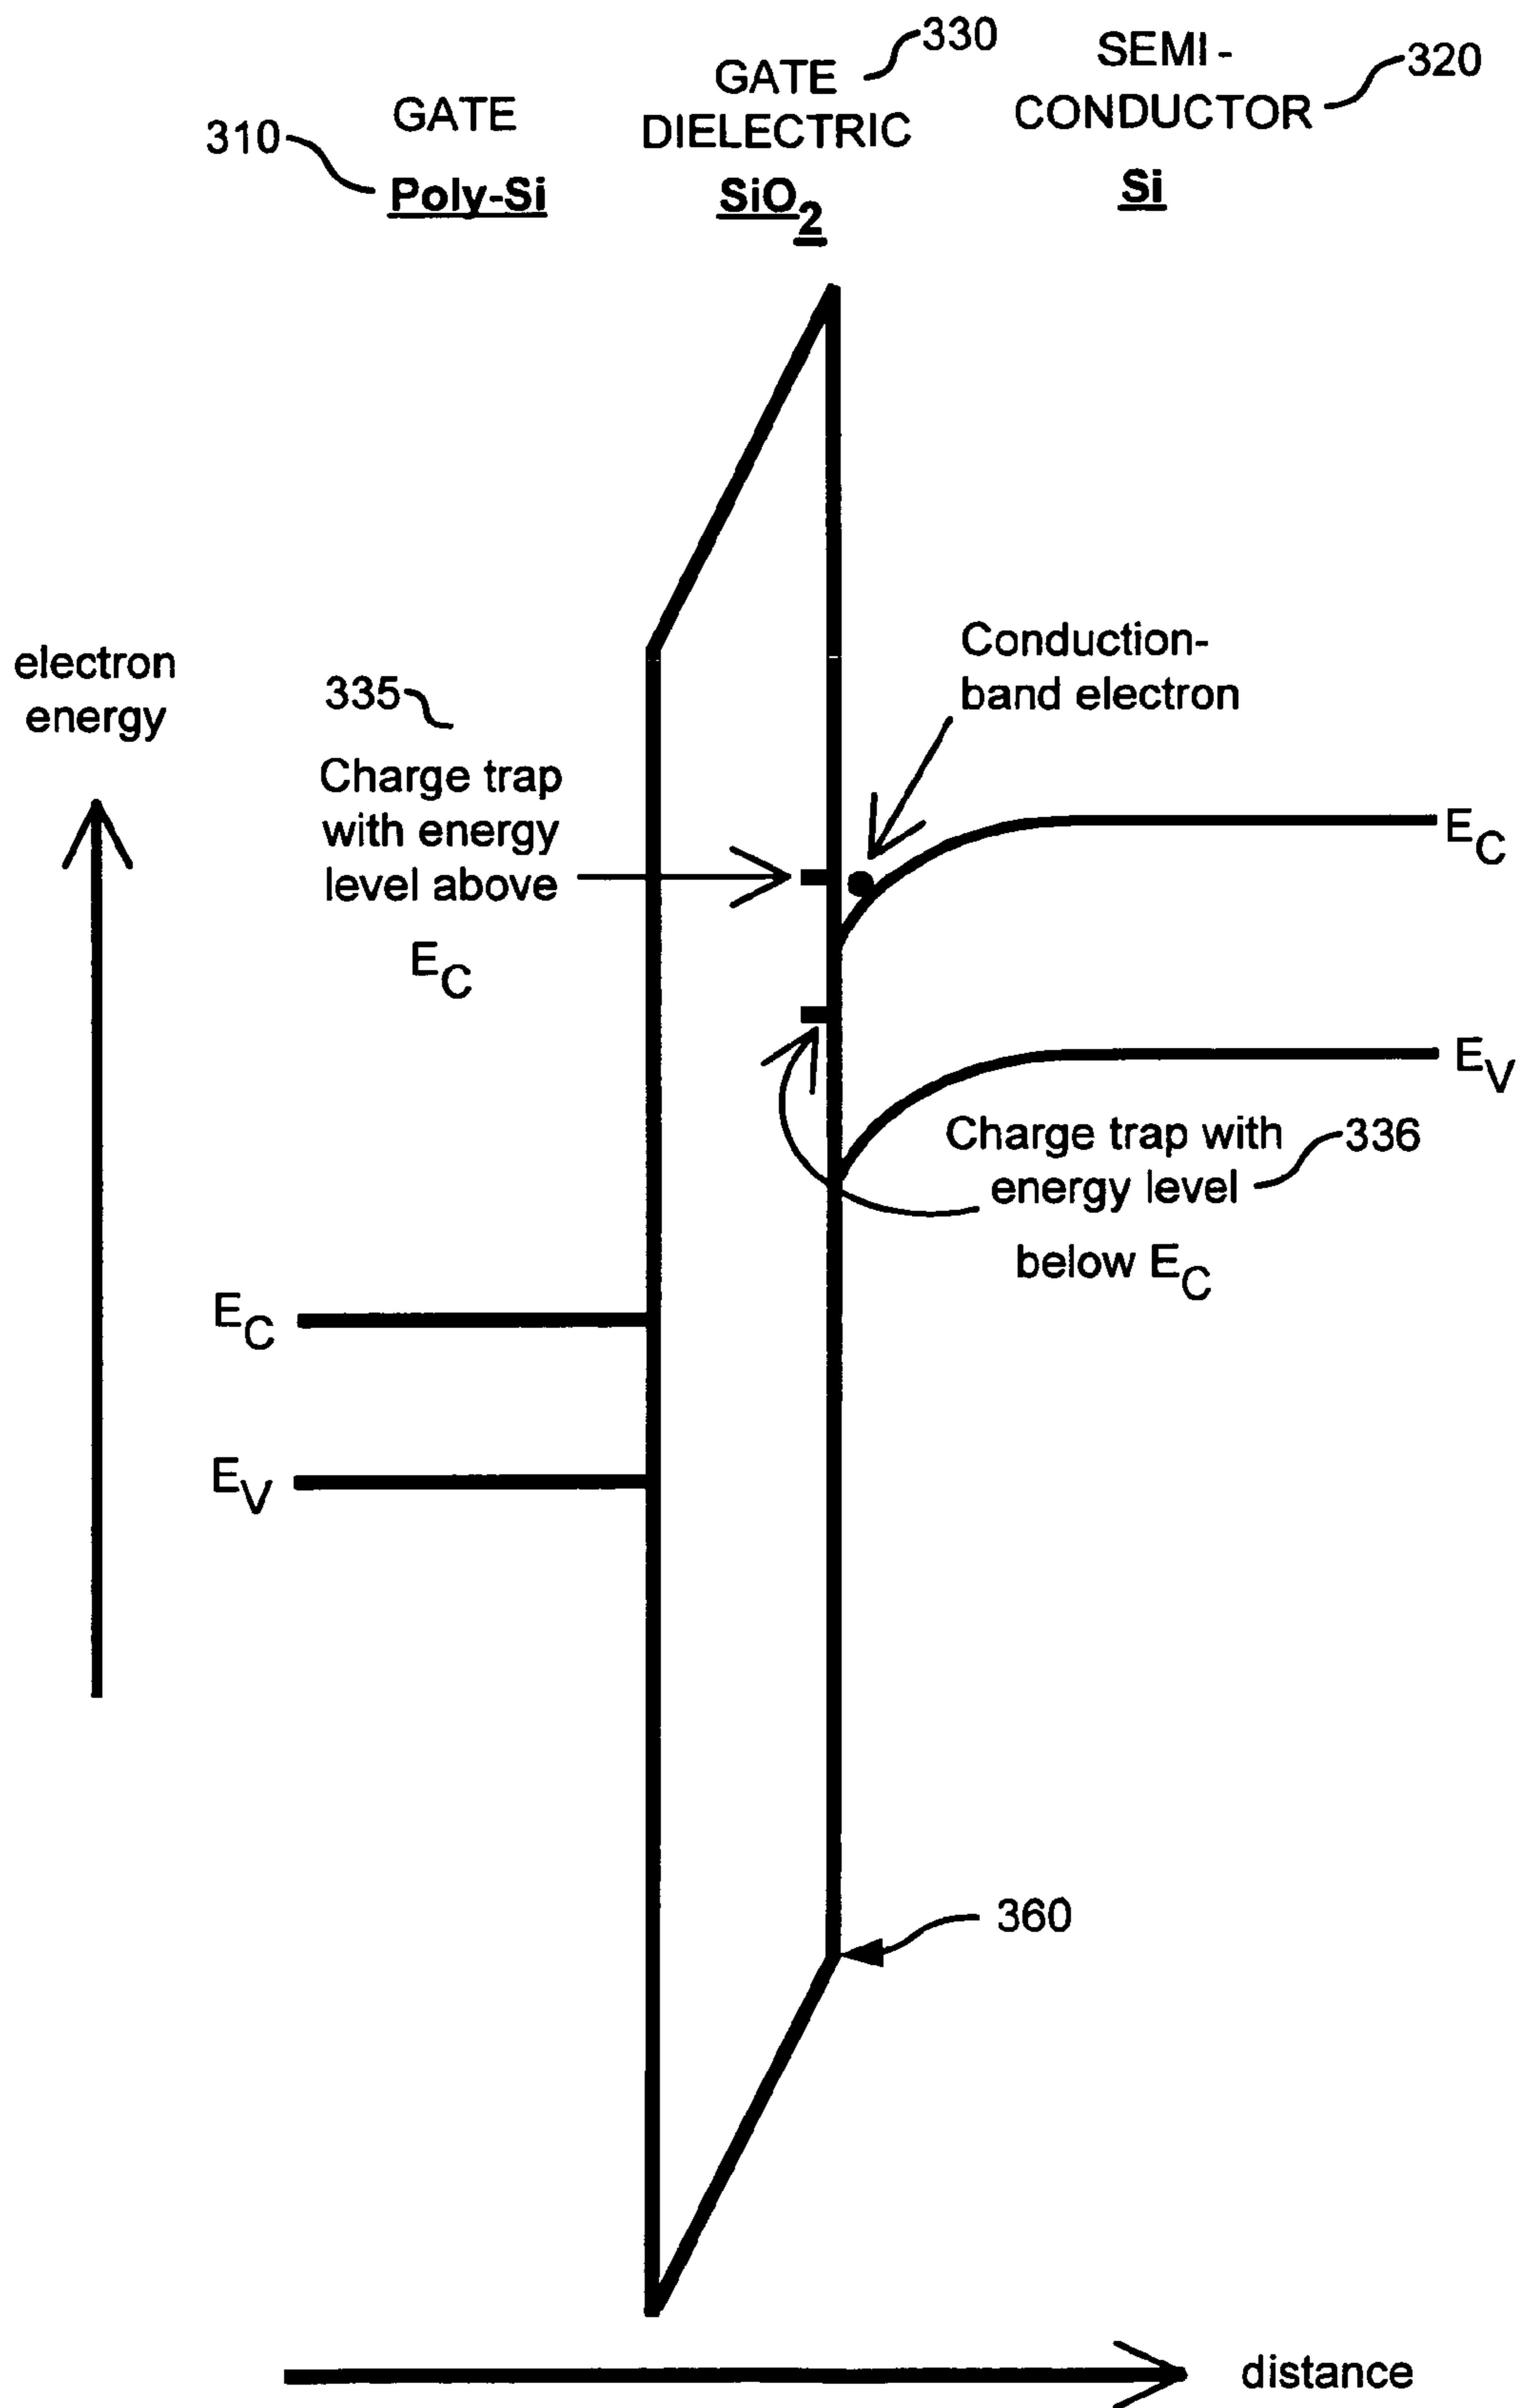 310
GATE
Poly-Si
330
GATE
DIELECTRIC
SiO2
320
SEMI-
CONDUCTOR
Si
electron
energy
335
Charge trap
with energy
level above
EC
Conduction-
band electron
EC
EV
Charge trap with
energy level
below EC
336
EC
EV
360
distance